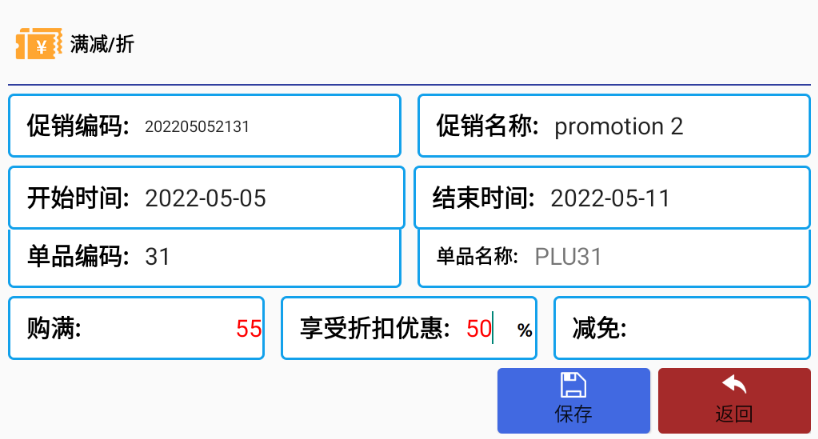 ¥ 满减/折
促销编码: 202205052131 促销名称: promotion 2
开始时间: 2022-05-05 结束时间: 2022-05-11
单品编码: 31 单品名称: PLU31
购满: 55 享受折扣优惠: 50 % 减免:
保存 返回